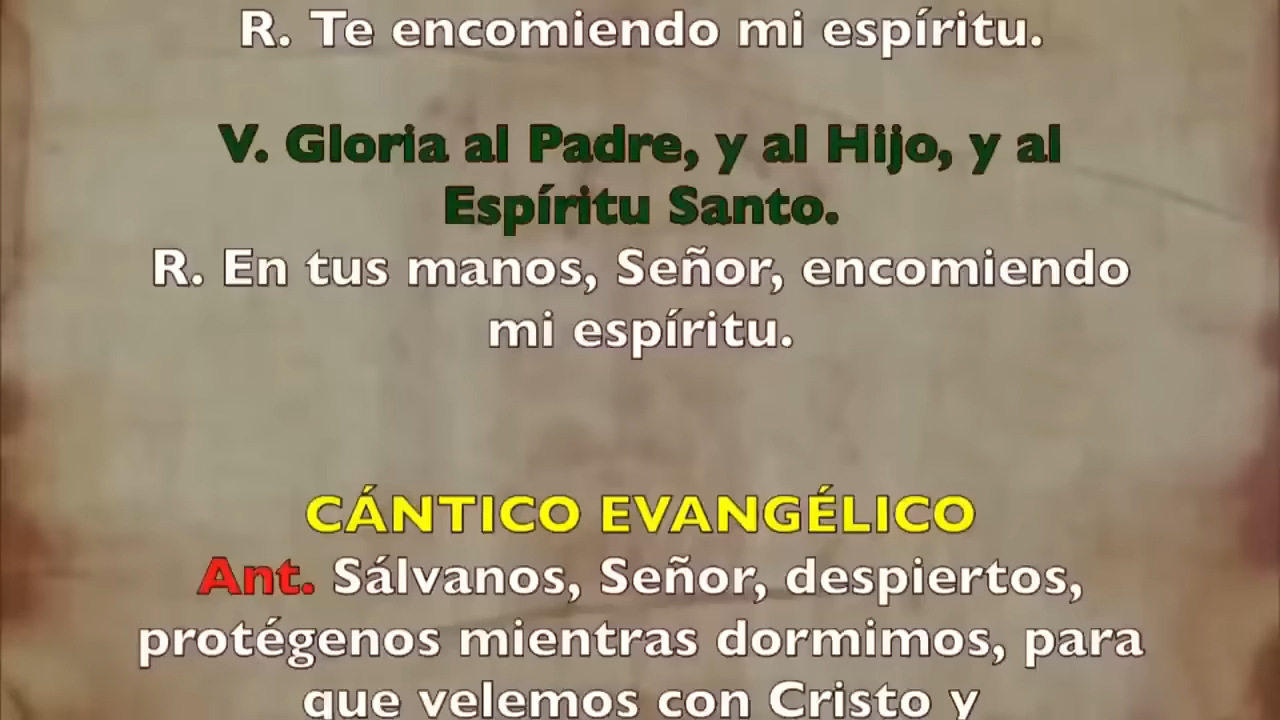 R. Te encomiendo mi espíritu.
V. Gloria al Padre, y al Hijo, y al
Espíritu Santo.
R. En tus manos, Señor, encomiendo
mi espíritu.
CÁNTICO EVANGÉLICO
Ant. Sálvanos, Señor, despiertos,
protégenos mientras dormimos, para
que velemos con Cristo y